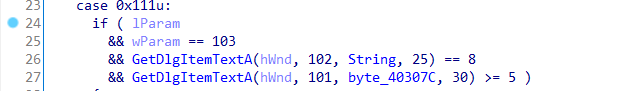 23 case 0x111u:
24 if ( lParam
25 && wParam == 103
26 && GetDlgItemTextA(hWnd, 102, String, 25) == 8
27 && GetDlgItemTextA(hWnd, 101, byte_40307C, 30) >= 5 )